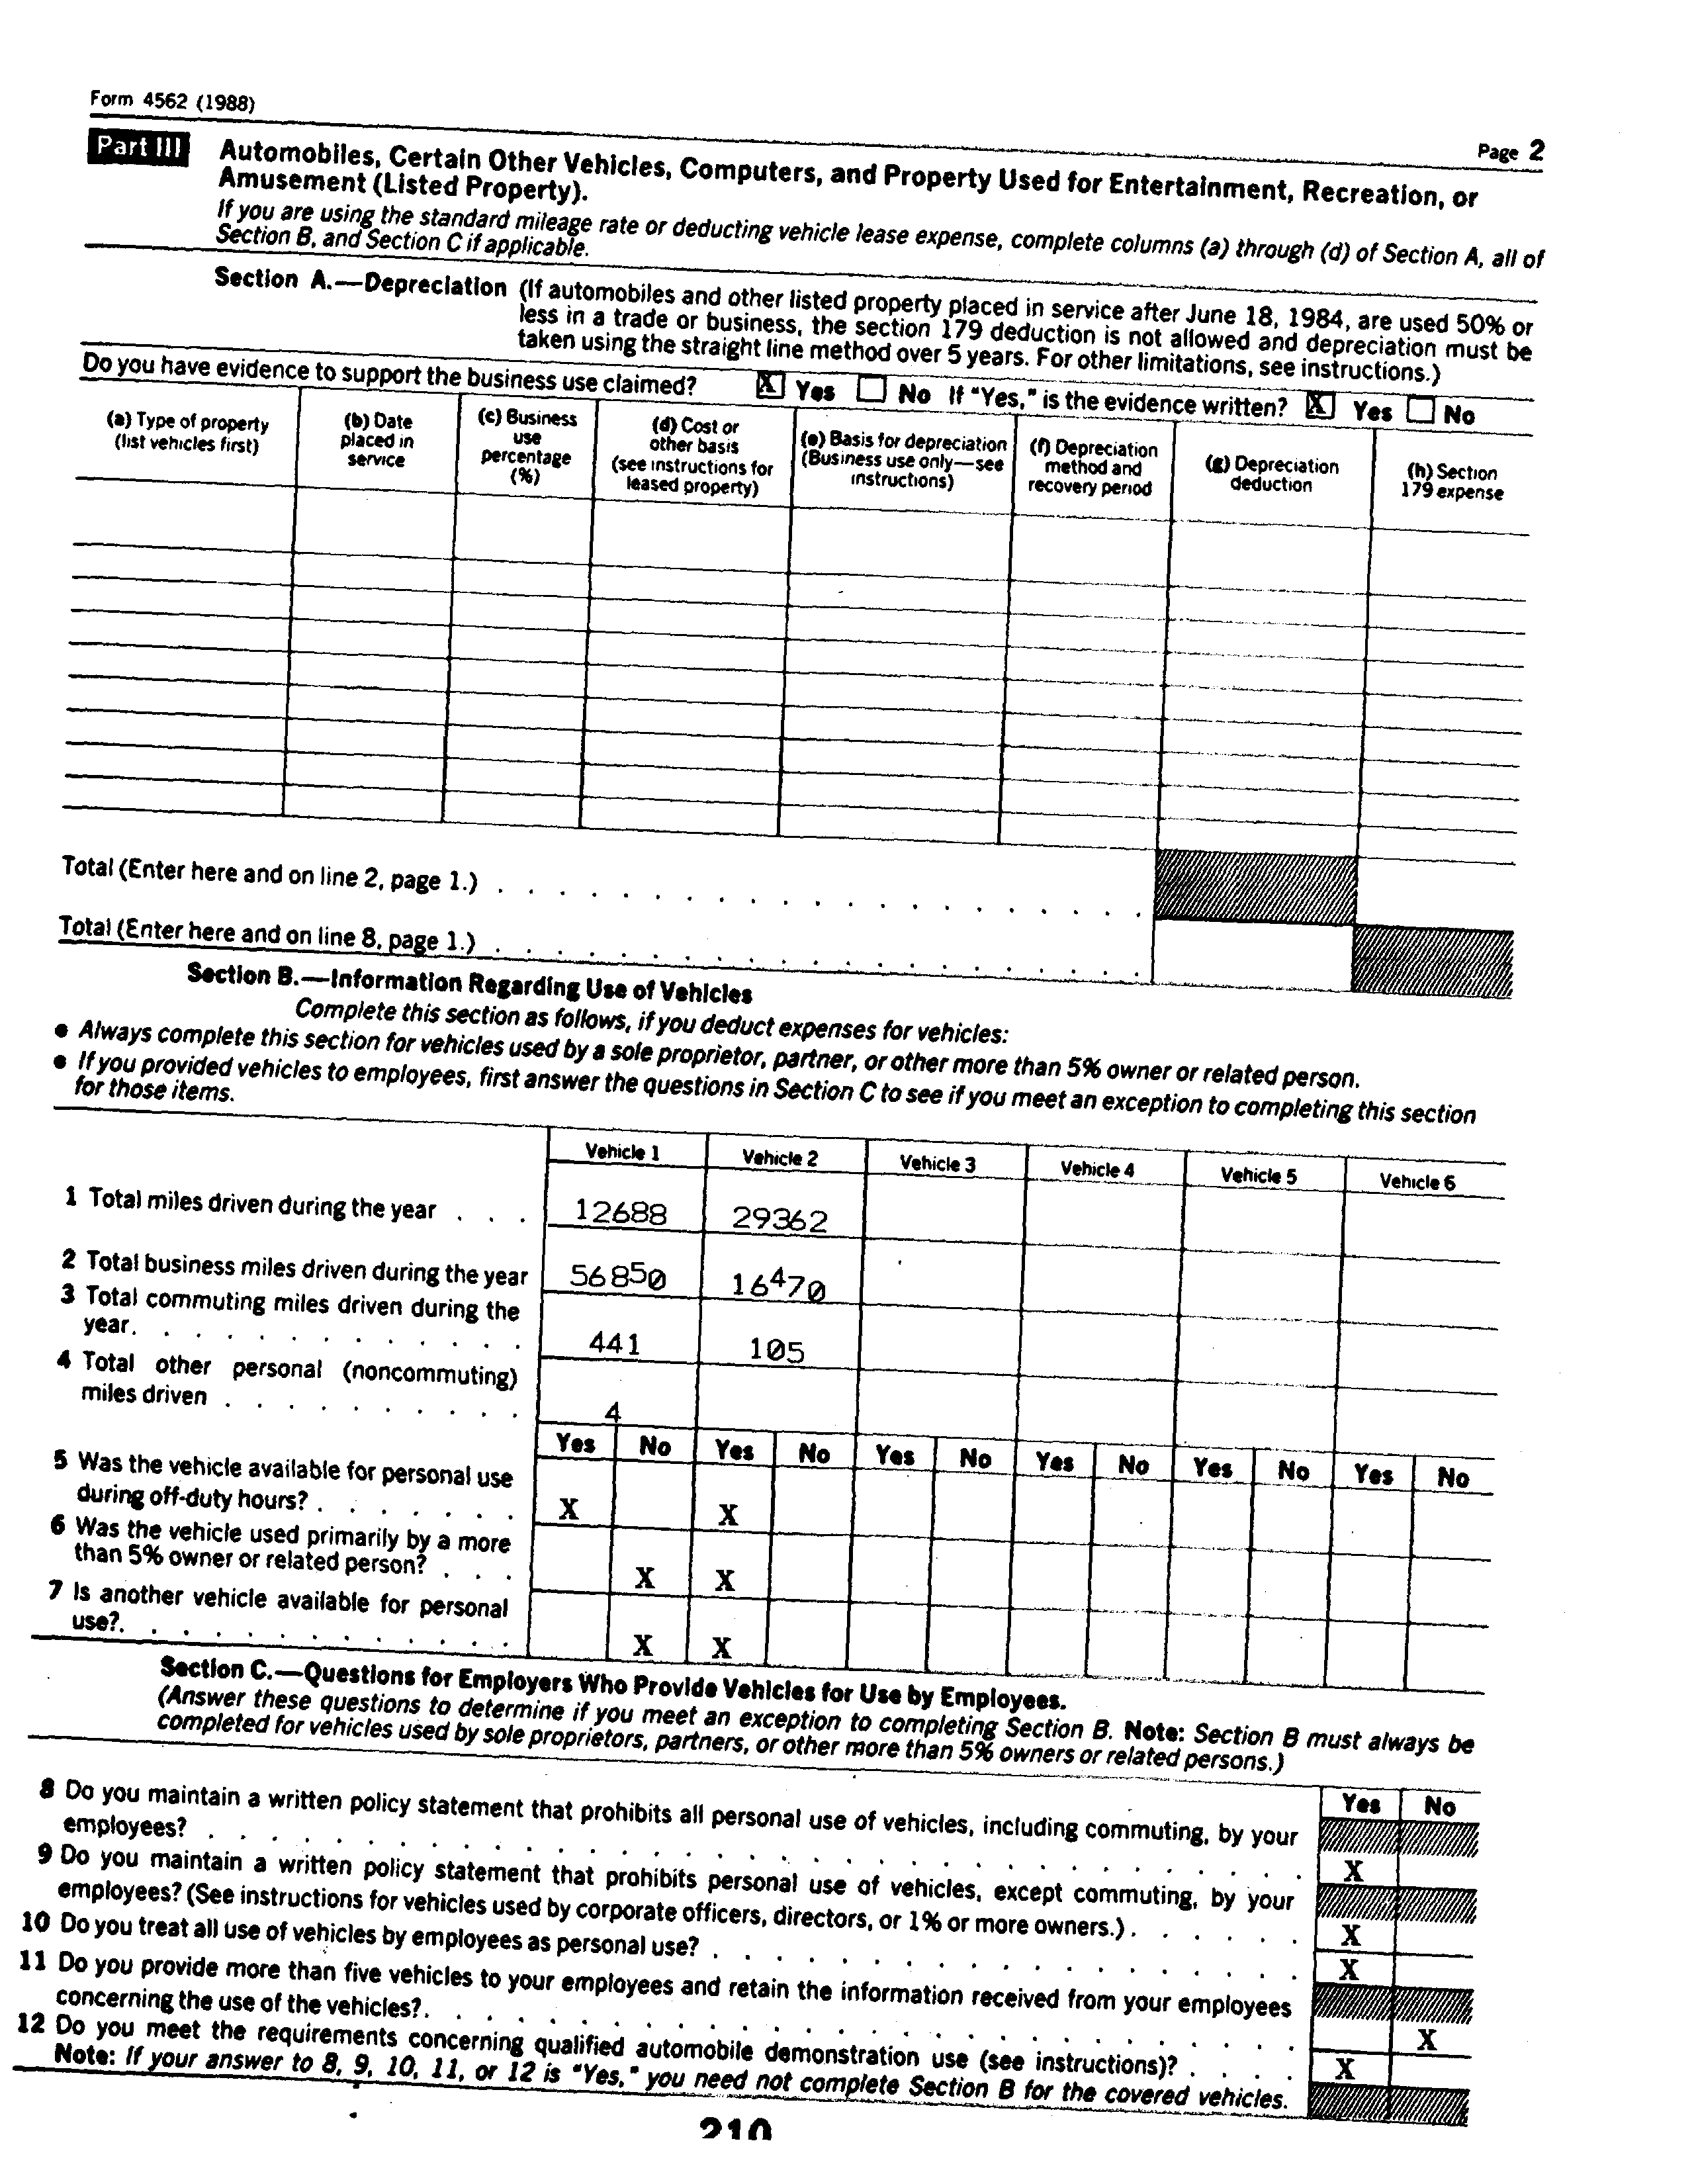 Form 4562 (1988)
Page 2
Part III
Automobiles, Certain Other Vehicles, Computers, and Property Used for Entertainment, Recreation, or
Amusement (Listed Property).
If you are using the standard mileage rate or deducting vehicle lease expense, complete columns (a) through (d) of Section A, all of
Section B, and Section C if applicable.
Section A.—Depreciation (If automobiles and other listed property placed in service after June 18, 1984, are used 50% or
less in a trade or business, the section 179 deduction is not allowed and depreciation must be
taken using the straight line method over 5 years. For other limitations, see instructions.)
Do you have evidence to support the business use claimed? X Yes No If "Yes," is the evidence written? X Yes No
(a) Type of property
(list vehicles first)
(b) Date
placed in
service
(c) Business
use
percentage
(%)
(d) Cost or
other basis
(see instructions for
leased property)
(e) Basis for depreciation
(Business use only—see
instructions)
(f) Depreciation
method and
recovery period
(g) Depreciation
deduction
(h) Section
179 expense
Total (Enter here and on line 2, page 1.) . . . . . . . . . . . . . . . . . . . . .
Total (Enter here and on line 8, page 1.) . . . . . . . . . . . . . . . . . . . . .
Section B.—Information Regarding Use of Vehicles
Complete this section as follows, if you deduct expenses for vehicles:
● Always complete this section for vehicles used by a sole proprietor, partner, or other more than 5% owner or related person.
● If you provided vehicles to employees, first answer the questions in Section C to see if you meet an exception to completing this section
for those items.
Vehicle 1 Vehicle 2 Vehicle 3 Vehicle 4 Vehicle 5 Vehicle 6
1 Total miles driven during the year . . . 12688 29362
2 Total business miles driven during the year 56850 16470
3 Total commuting miles driven during the
year. . . . . . . . . . . . . . 441 105
4 Total other personal (noncommuting)
miles driven . . . . . . . . . . 4
Yes No Yes No Yes No Yes No Yes No Yes No
5 Was the vehicle available for personal use
during off-duty hours? . . . . . . . X X
6 Was the vehicle used primarily by a more
than 5% owner or related person? . . . X X
7 Is another vehicle available for personal
use?. . . . . . . . . . . . . . X X
Section C.—Questions for Employers Who Provide Vehicles for Use by Employees.
(Answer these questions to determine if you meet an exception to completing Section B. Note: Section B must always be
completed for vehicles used by sole proprietors, partners, or other more than 5% owners or related persons.)
Yes No
8 Do you maintain a written policy statement that prohibits all personal use of vehicles, including commuting, by your
employees? . . . . . . . . . . . . . . . . . . . . . . . . . . . . . . . . . . . X
9 Do you maintain a written policy statement that prohibits personal use of vehicles, except commuting, by your
employees? (See instructions for vehicles used by corporate officers, directors, or 1% or more owners.) . . . . . . X
10 Do you treat all use of vehicles by employees as personal use? . . . . . . . . . . . . . . . . . . . X
11 Do you provide more than five vehicles to your employees and retain the information received from your employees
concerning the use of the vehicles?. . . . . . . . . . . . . . . . . . . . . . . . . . . . X
12 Do you meet the requirements concerning qualified automobile demonstration use (see instructions)? . . . . X
Note: If your answer to 8, 9, 10, 11, or 12 is "Yes," you need not complete Section B for the covered vehicles.
210